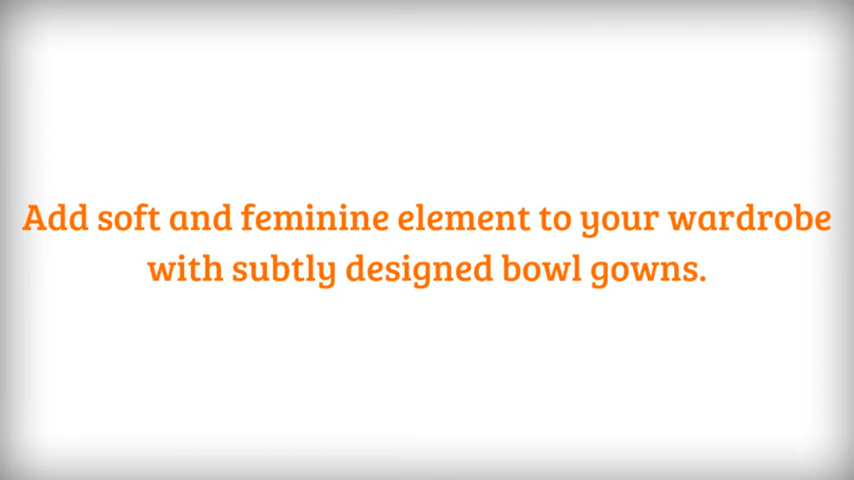 Add soft and feminine element to your wardrobe
with subtly designed bowl gowns.